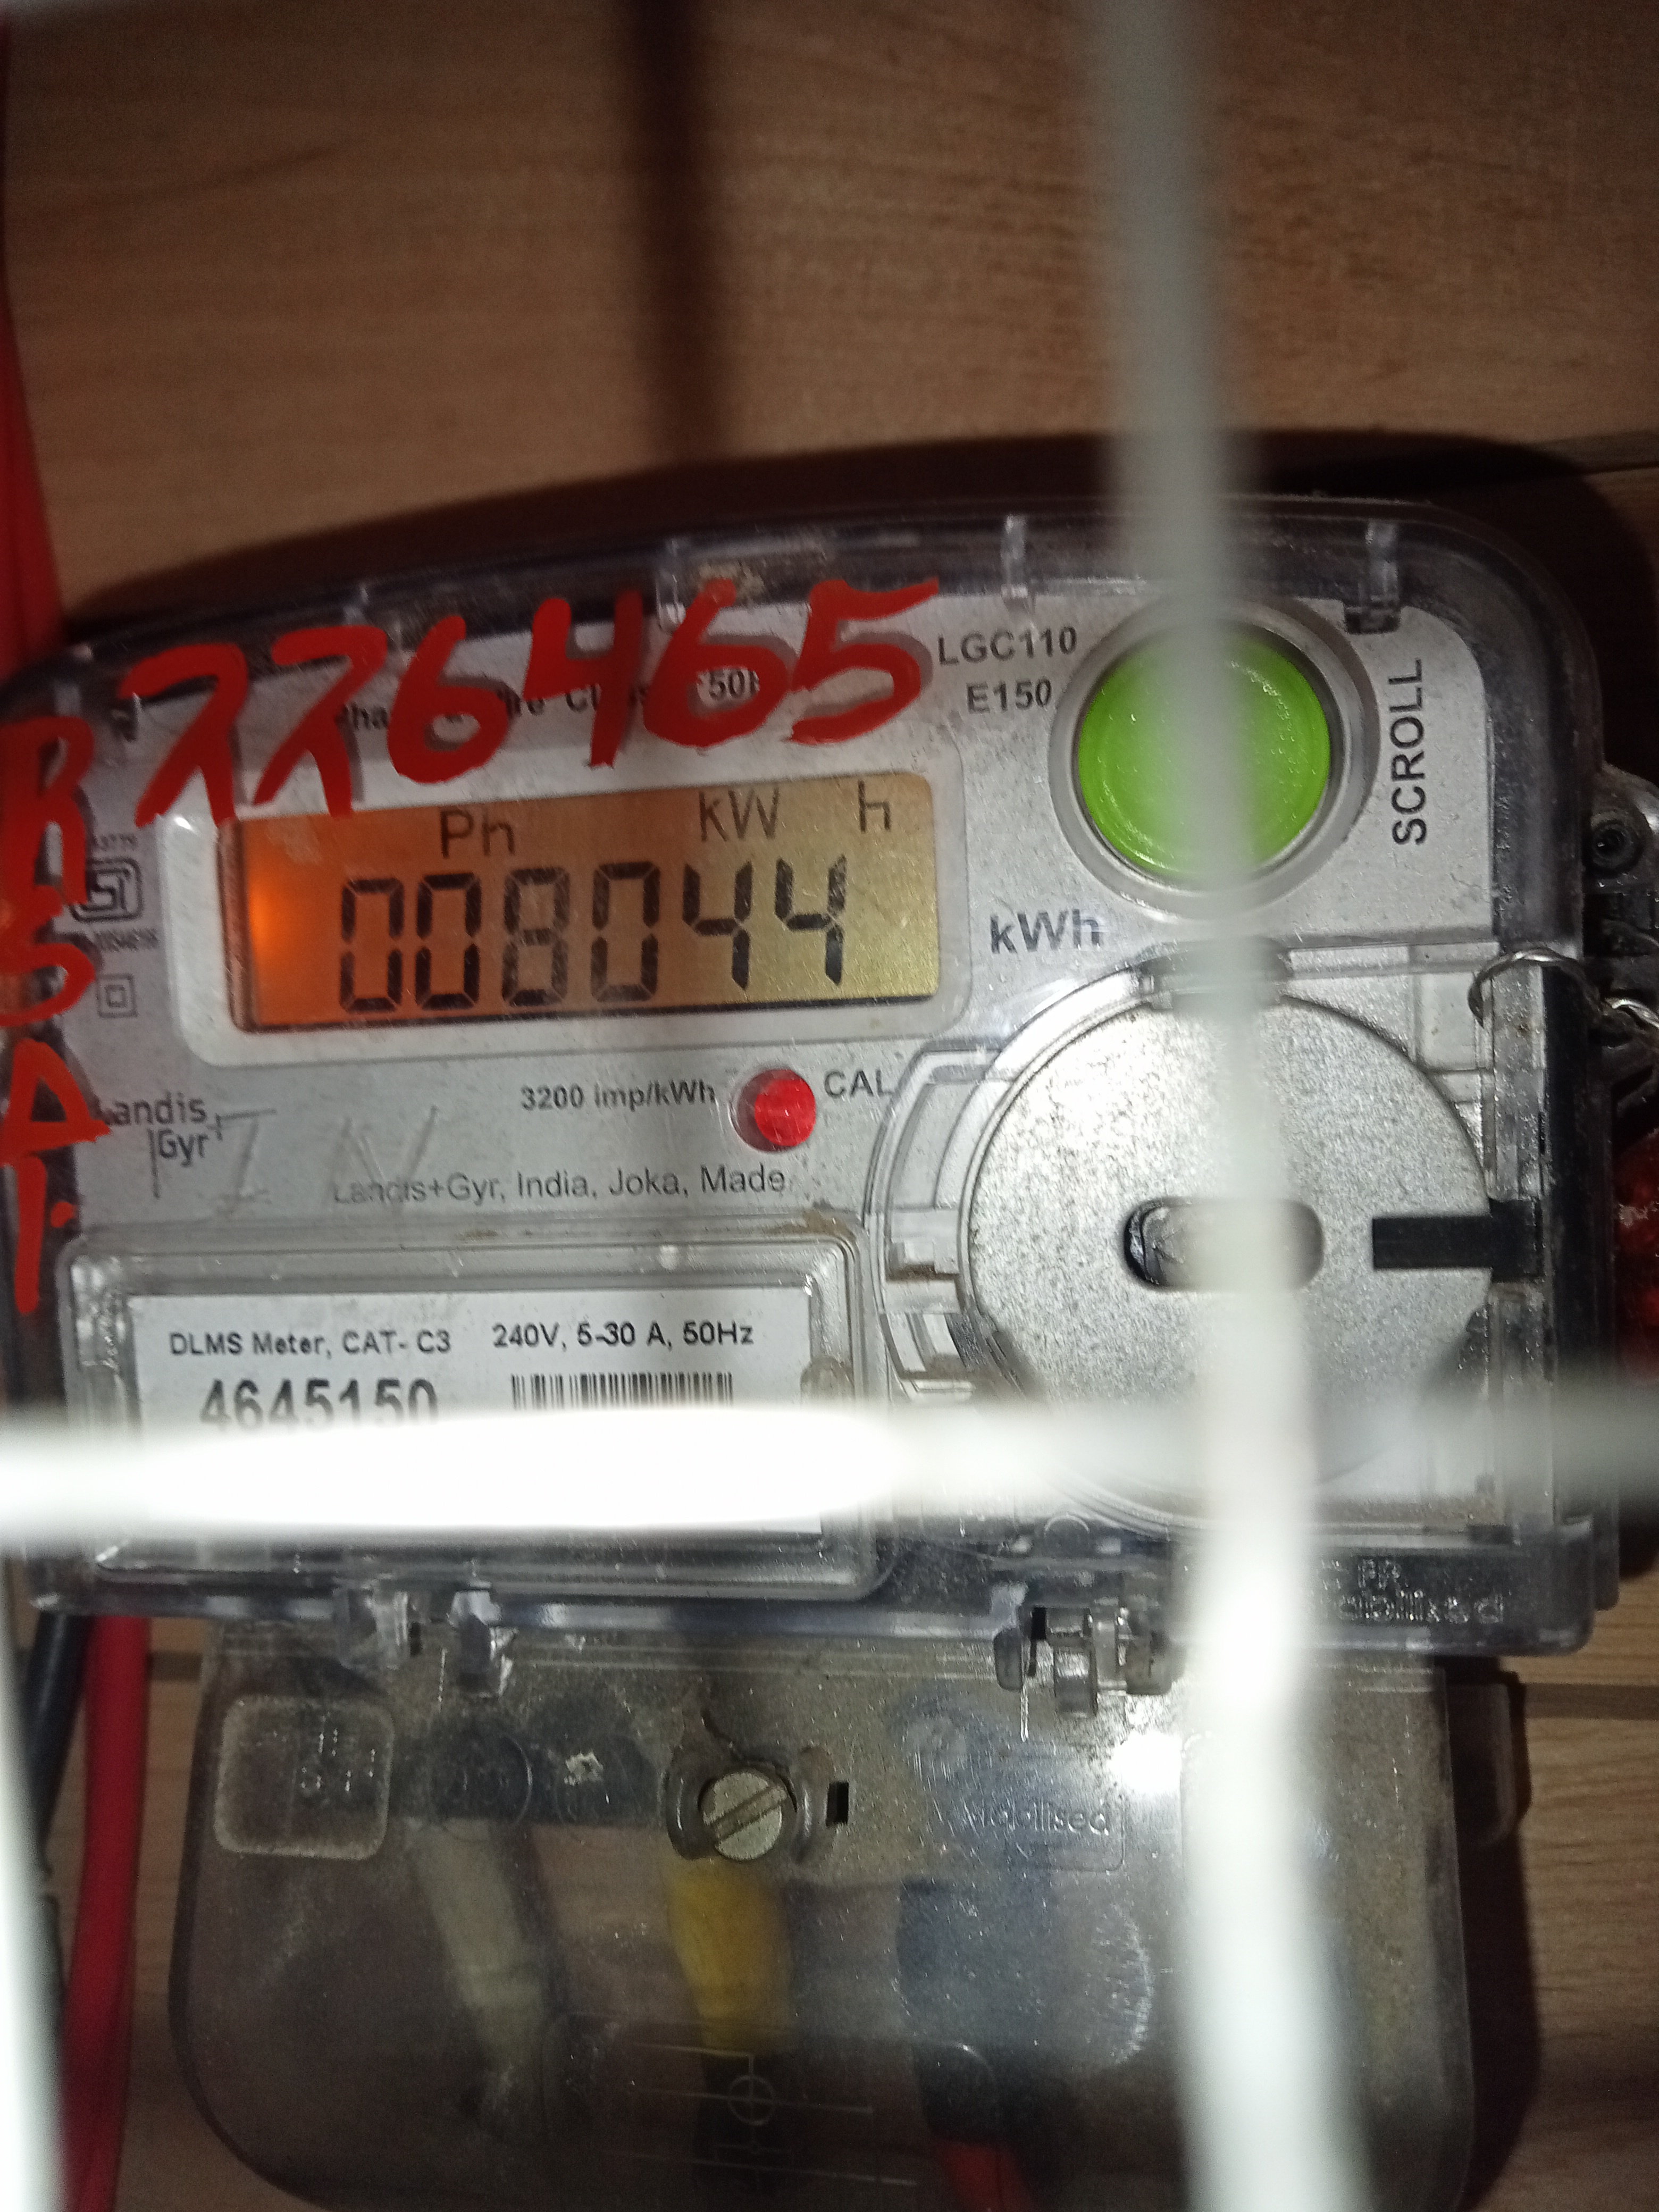 776465
LGC110
E150
SCROLL
Ph kW h
008044
kWh
3200 imp/kWh CAL
Landis
Gyr
Landis+Gyr, India, Joka, Made
DLMS Meter, CAT- C3 240V, 5-30 A, 50Hz
4645150